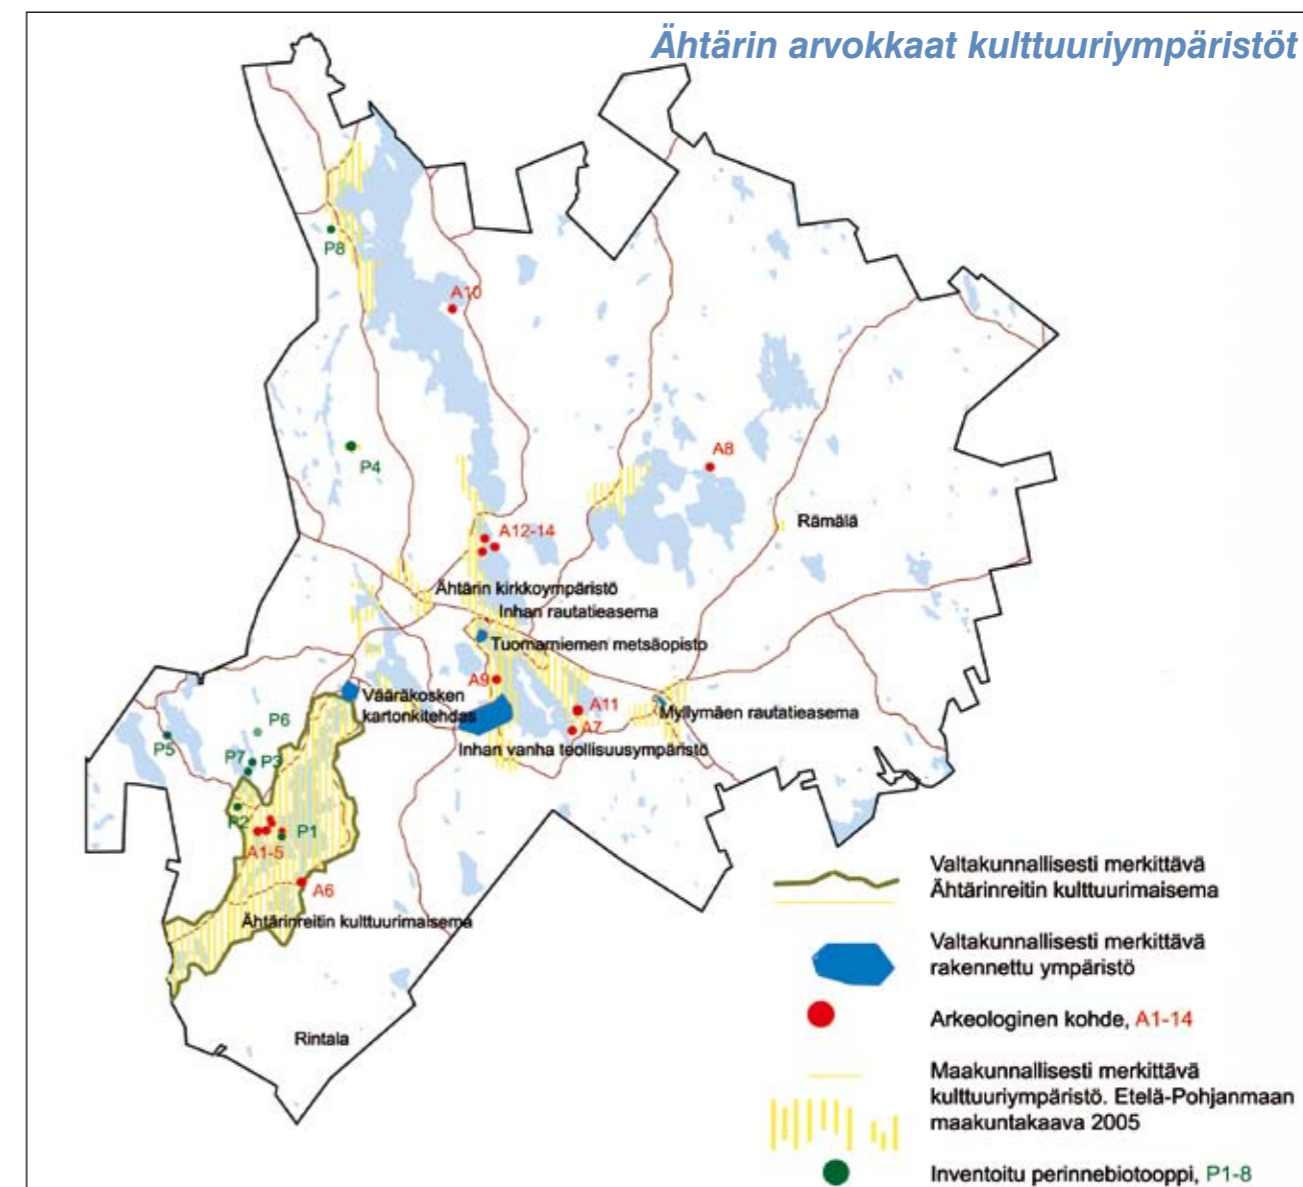 Ähtärin arvokkaat kulttuuriympäristöt
P8
A10
P4
A8
Rämälä
A12-14
Ähtärin kirkkoympäristö
Inhan rautatieasema
Tuomarniemen metsäopisto
A9
Vääräkosken
kartonkitehdas
A11
Myllymäen rautatieasema
A7
Inhan vanha teollisuusympäristö
P6
P5
P7
P3
P2
P1
A1-5
A6
Ähtärinreitin kulttuurimaisema
Rintala
Valtakunnallisesti merkittävä
Ähtärinreitin kulttuurimaisema
Valtakunnallisesti merkittävä
rakennettu ympäristö
Arkeologinen kohde, A1-14
Maakunnallisesti merkittävä
kulttuuriympäristö. Etelä-Pohjanmaan
maakuntakaava 2005
Inventoitu perinnebiotooppi, P1-8